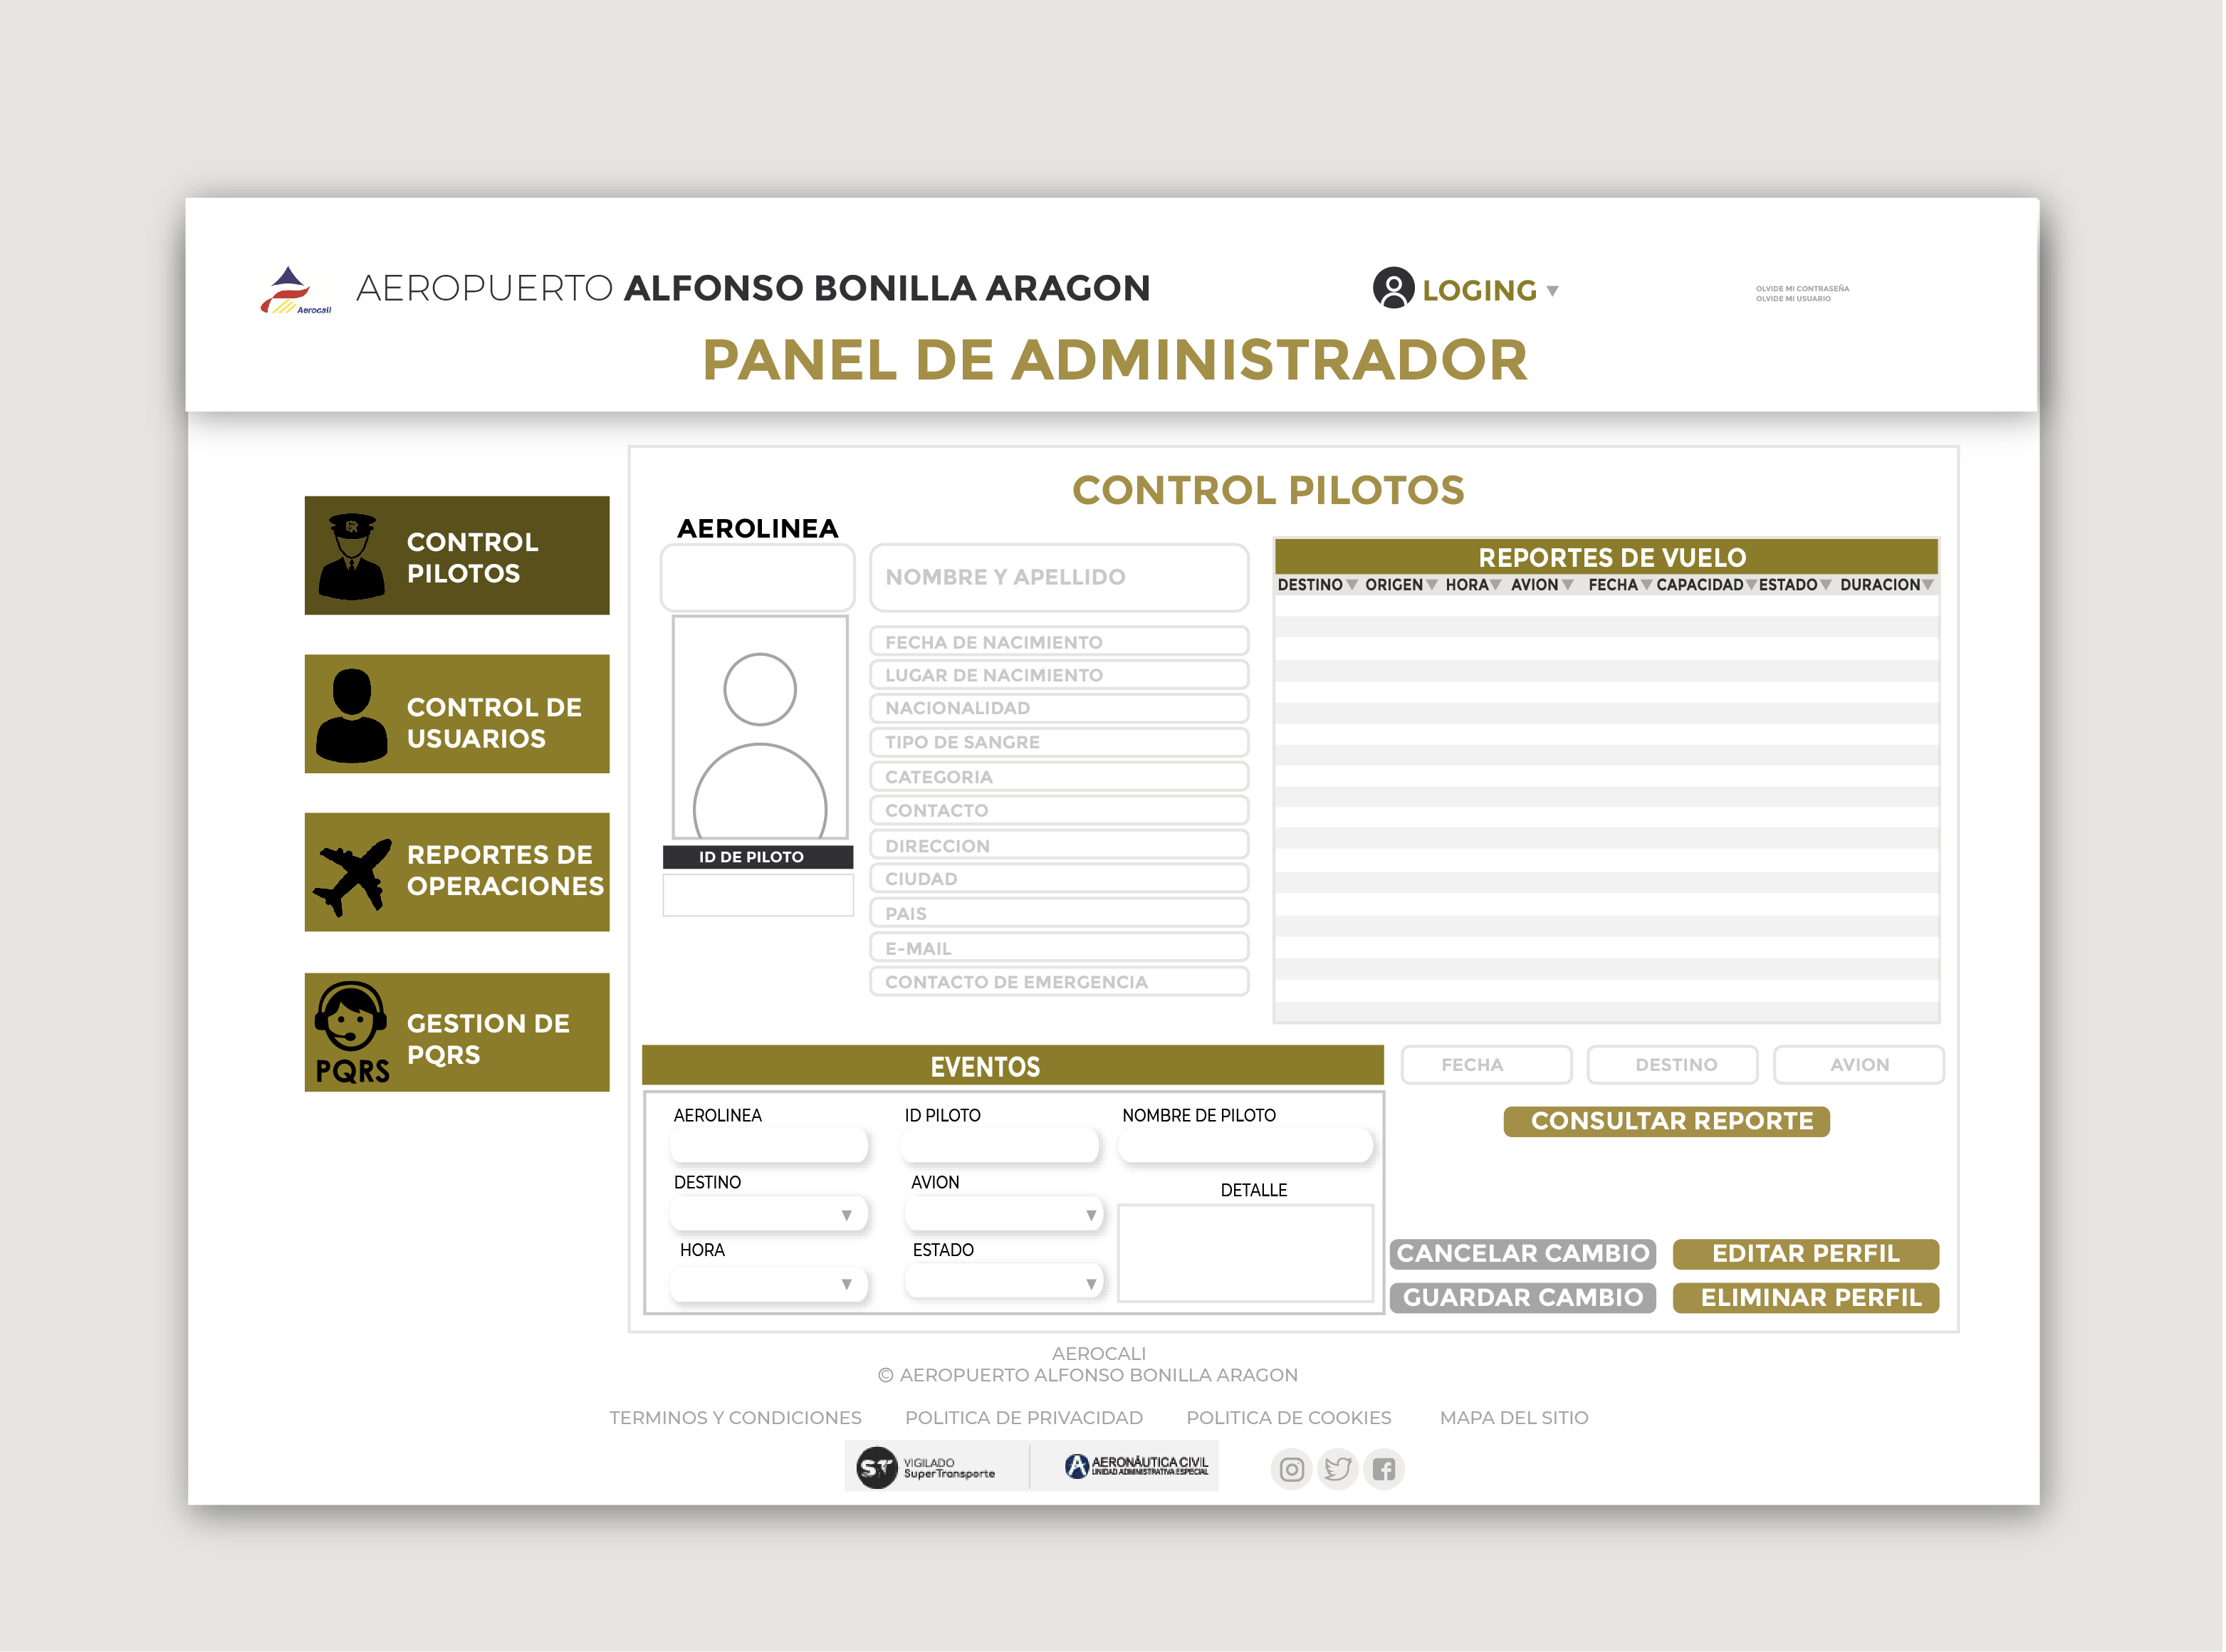 Aerocali
AEROPUERTO ALFONSO BONILLA ARAGON
LOGING
OLVIDE MI CONTRASEÑA
OLVIDE MI USUARIO
PANEL DE ADMINISTRADOR
CONTROL
PILOTOS
CONTROL DE
USUARIOS
REPORTES DE
OPERACIONES
PQRS
GESTION DE
PQRS
CONTROL PILOTOS
AEROLINEA
ID DE PILOTO
NOMBRE Y APELLIDO
FECHA DE NACIMIENTO
LUGAR DE NACIMIENTO
NACIONALIDAD
TIPO DE SANGRE
CATEGORIA
CONTACTO
DIRECCION
CIUDAD
PAIS
E-MAIL
CONTACTO DE EMERGENCIA
REPORTES DE VUELO
DESTINO ORIGEN HORA AVION FECHA CAPACIDAD ESTADO DURACION
EVENTOS
AEROLINEA ID PILOTO NOMBRE DE PILOTO
DESTINO AVION DETALLE
HORA ESTADO
FECHA DESTINO AVION
CONSULTAR REPORTE
CANCELAR CAMBIO EDITAR PERFIL
GUARDAR CAMBIO ELIMINAR PERFIL
AEROCALI
© AEROPUERTO ALFONSO BONILLA ARAGON
TERMINOS Y CONDICIONES POLITICA DE PRIVACIDAD POLITICA DE COOKIES MAPA DEL SITIO
ST VIGILADO
SuperTransporte
AERONÁUTICA CIVIL
UNIDAD ADMINISTRATIVA ESPECIAL